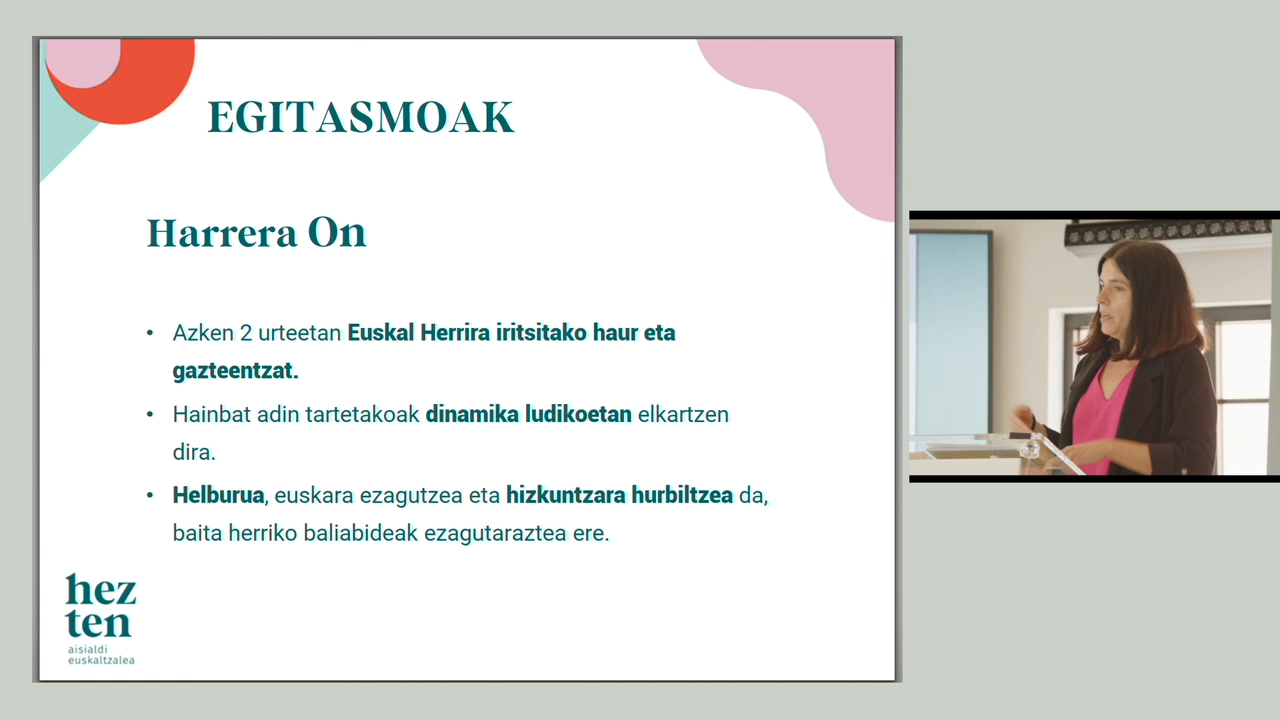 EGITASMOAK
Harrera On
• Azken 2 urteetan Euskal Herrira iritsitako haur eta
gazteentzat.
• Hainbat adin tartetakoak dinamika ludikoetan elkartzen
dira.
• Helburua, euskara ezagutzea eta hizkuntzara hurbiltzea da,
baita herriko baliabideak ezagutaraztea ere.
hez
ten
aisialdi
euskaltzalea